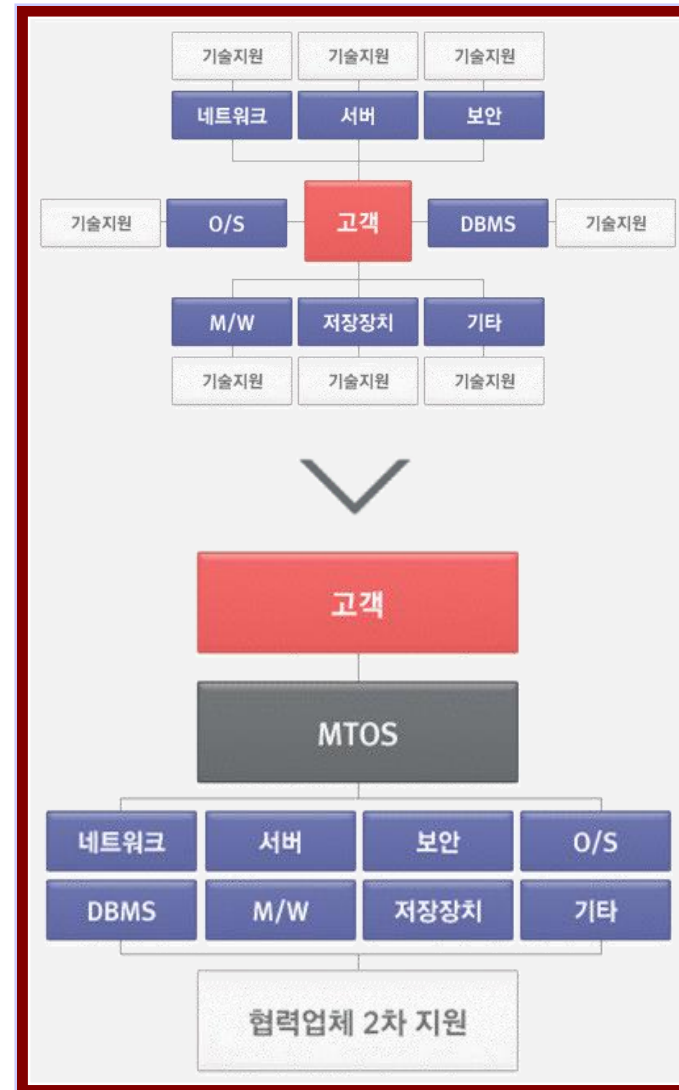 기술지원 기술지원 기술지원
네트워크 서버 보안
기술지원 O/S 고객 DBMS 기술지원
M/W 저장장치 기타
기술지원 기술지원 기술지원
고객
MTOS
네트워크 서버 보안 O/S
DBMS M/W 저장장치 기타
협력업체 2차 지원